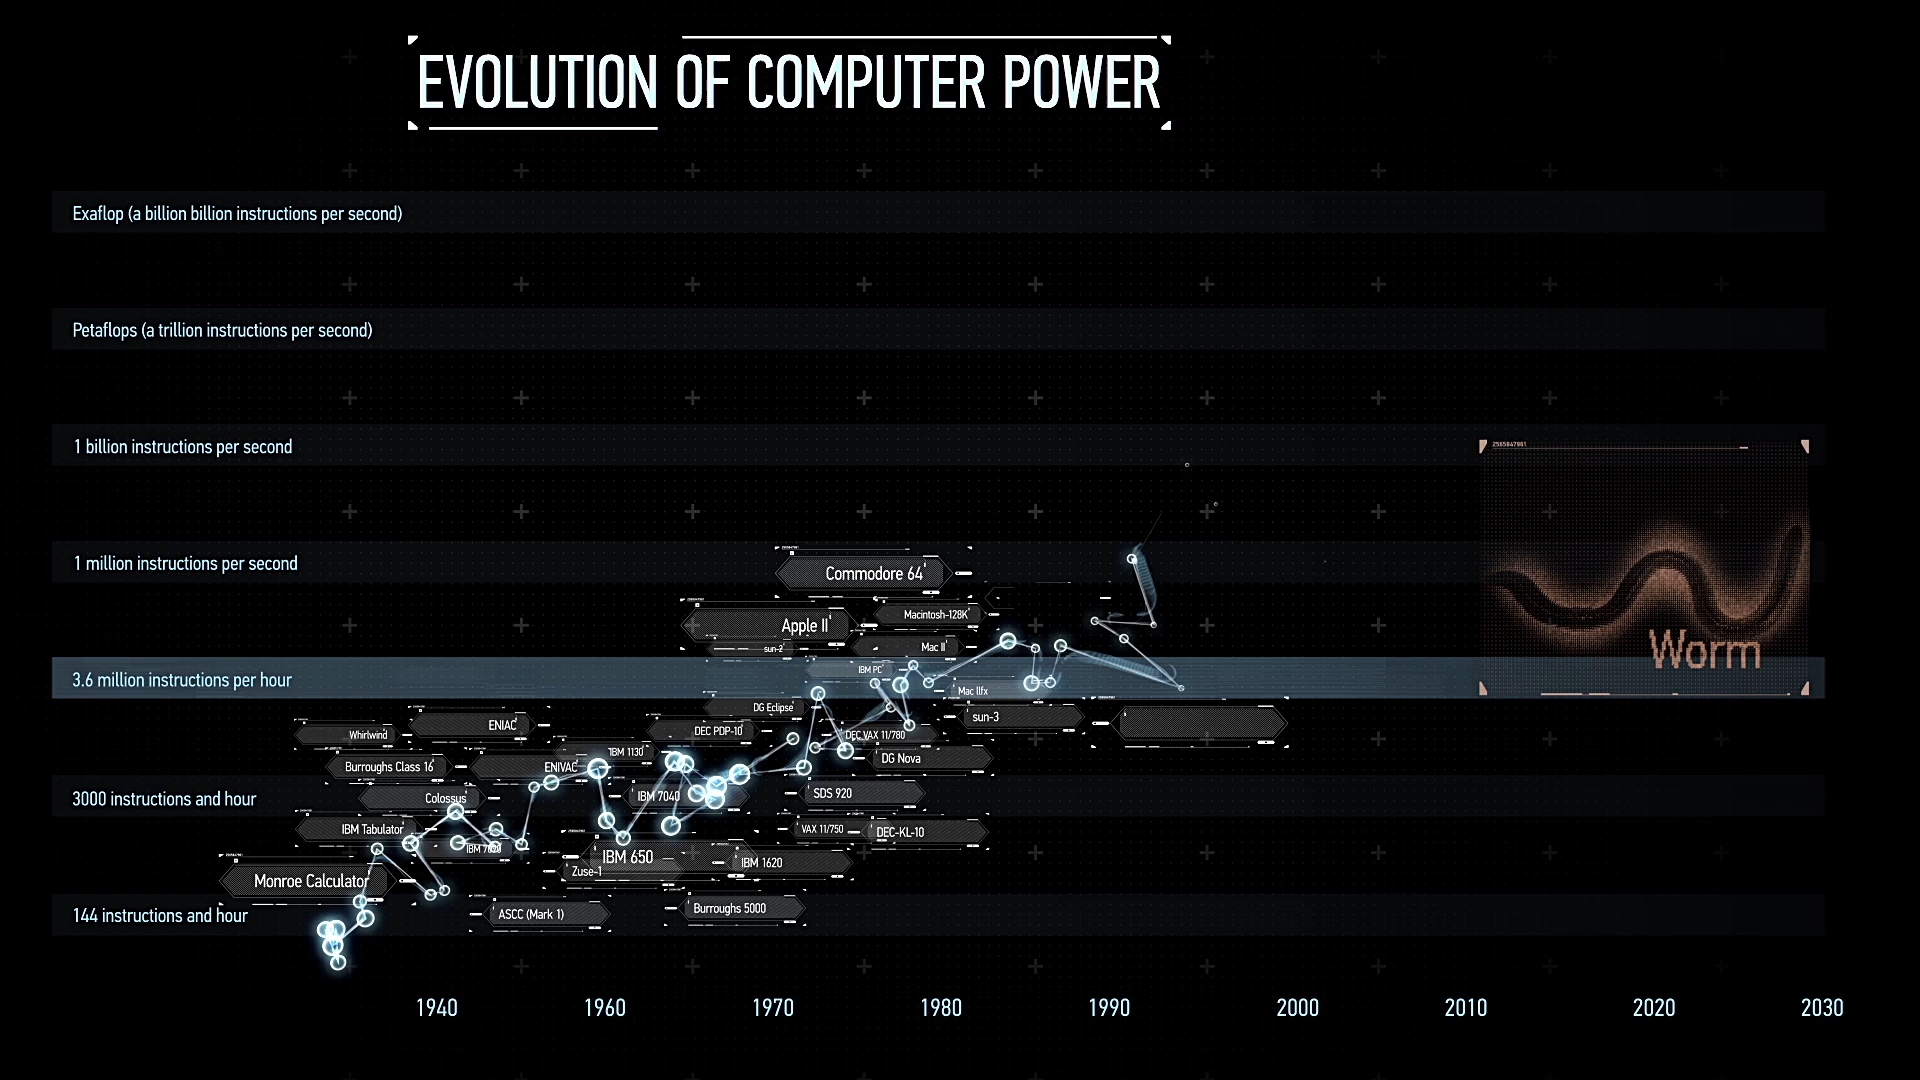 EVOLUTION OF COMPUTER POWER
Exaflop (a billion billion instructions per second)
Petaflops (a trillion instructions per second)
1 billion instructions per second
2585847961
1 million instructions per second
Commodore 64
Macintosh-128K
Apple II
sun-2
Mac II
Worm
3.6 million instructions per hour
IBM PC
Mac IIfx
DG Eclipse
sun-3
ENIAC
Whirlwind
DEC PDP-10
DEC VAX 11/780
IBM 1130
DG Nova
Burroughs Class 16
ENIVAC
3000 instructions and hour
Colossus
IBM 7040
SDS 920
IBM Tabulator
VAX 11/750
DEC-KL-10
IBM 650
IBM 1620
Zuse-1
Monroe Calculator
144 instructions and hour
ASCC (Mark 1)
Burroughs 5000
1940 1960 1970 1980 1990 2000 2010 2020 2030